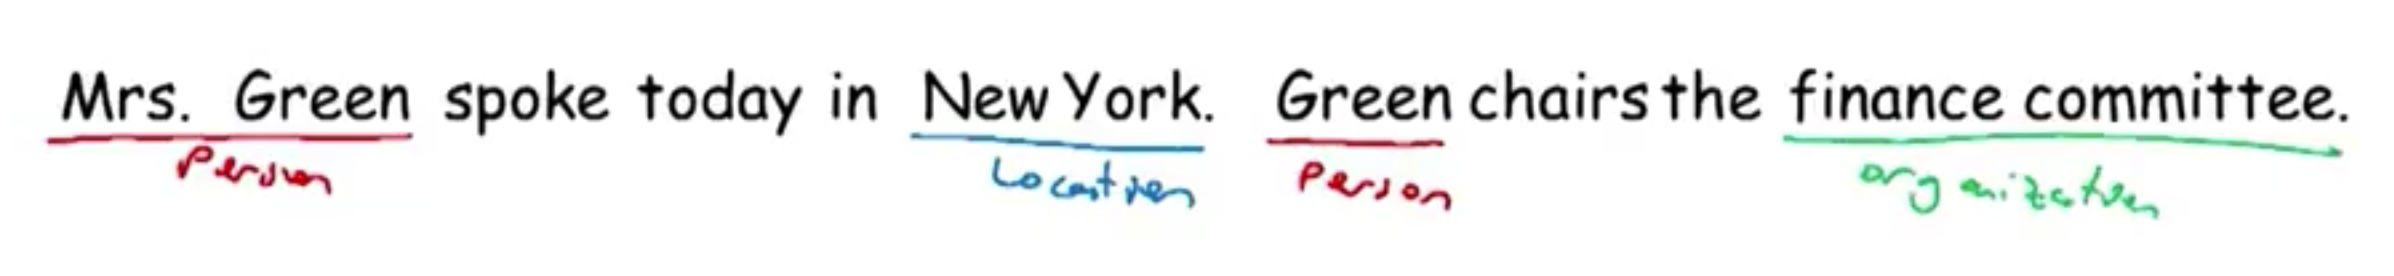 Mrs. Green spoke today in New York. Green chairs the finance committee.
Person Location Person organization